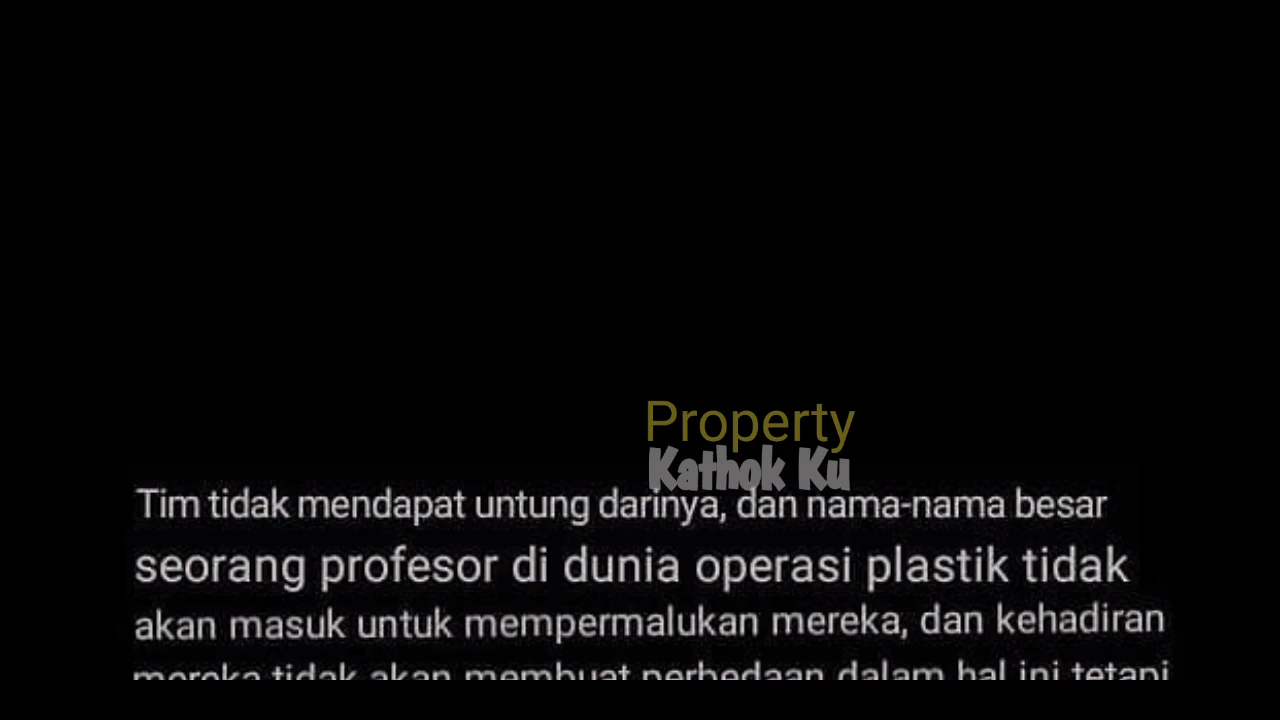 Property
Kathok Ku
Tim tidak mendapat untung darinya, dan nama-nama besar
seorang profesor di dunia operasi plastik tidak
akan masuk untuk mempermalukan mereka, dan kehadiran
mereka tidak akan membuat perbedaan dalam hal ini tetapi